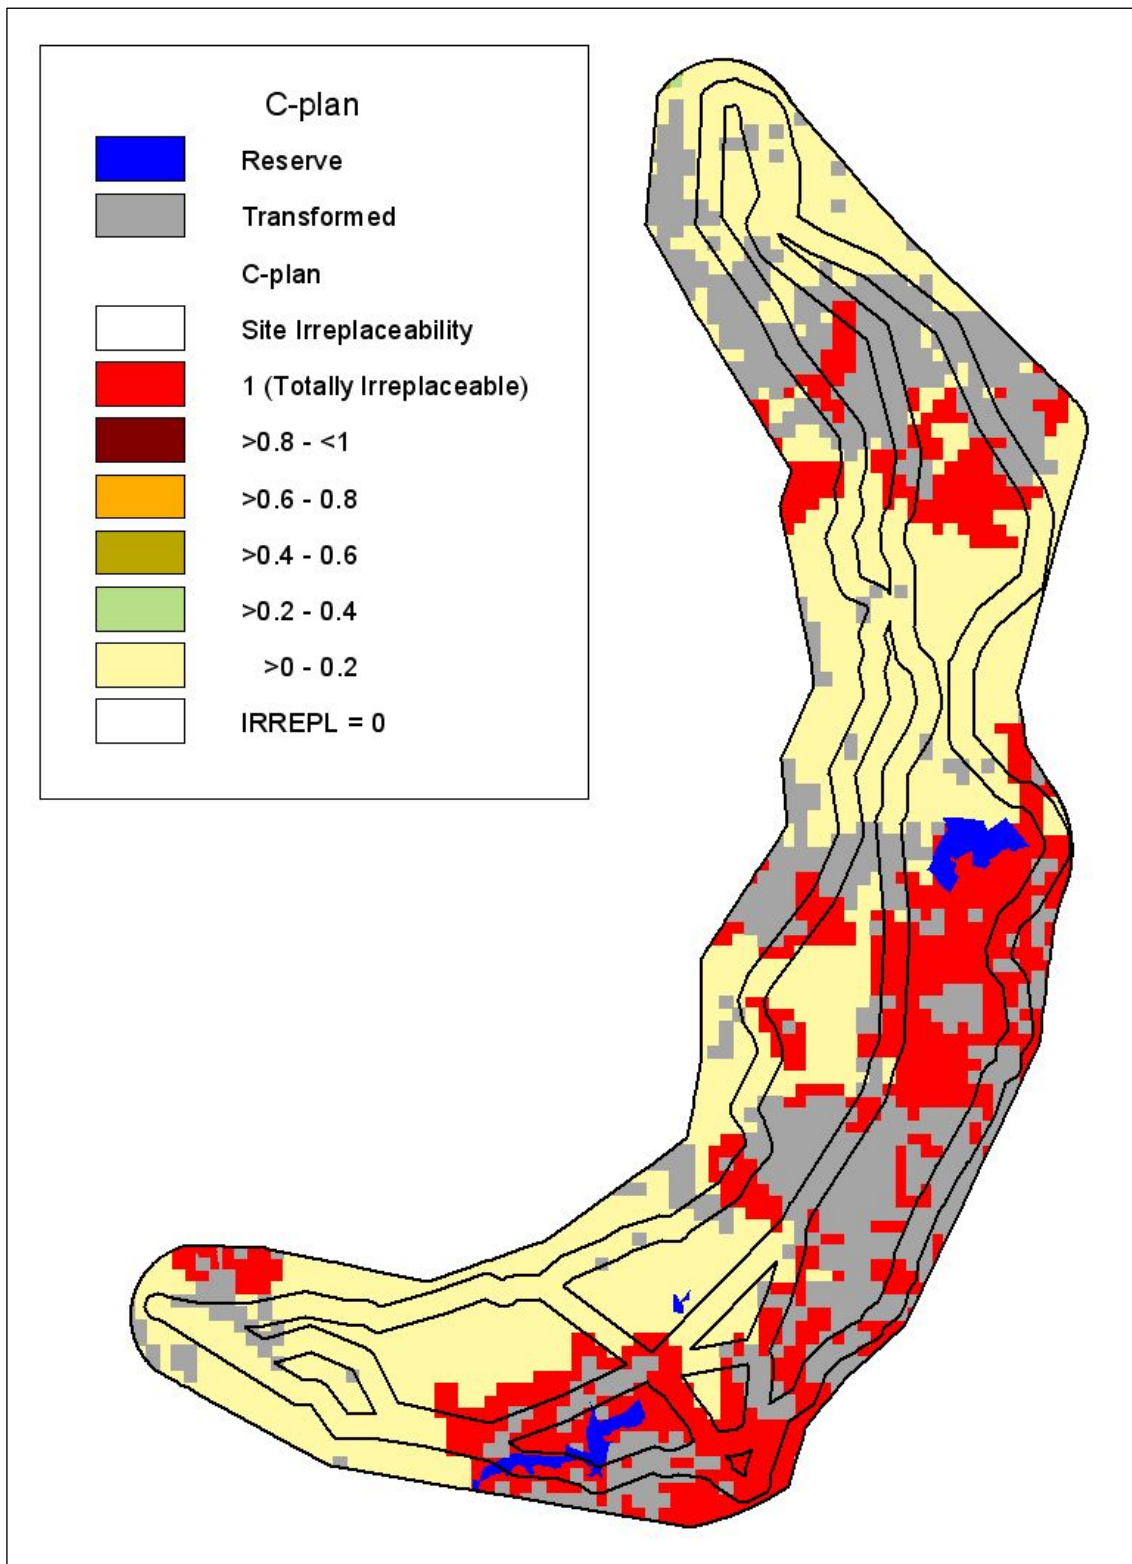 C-plan
Reserve
Transformed
C-plan
Site Irreplaceability
1 (Totally Irreplaceable)
>0.8 - <1
>0.6 - 0.8
>0.4 - 0.6
>0.2 - 0.4
>0 - 0.2
IRREPL = 0